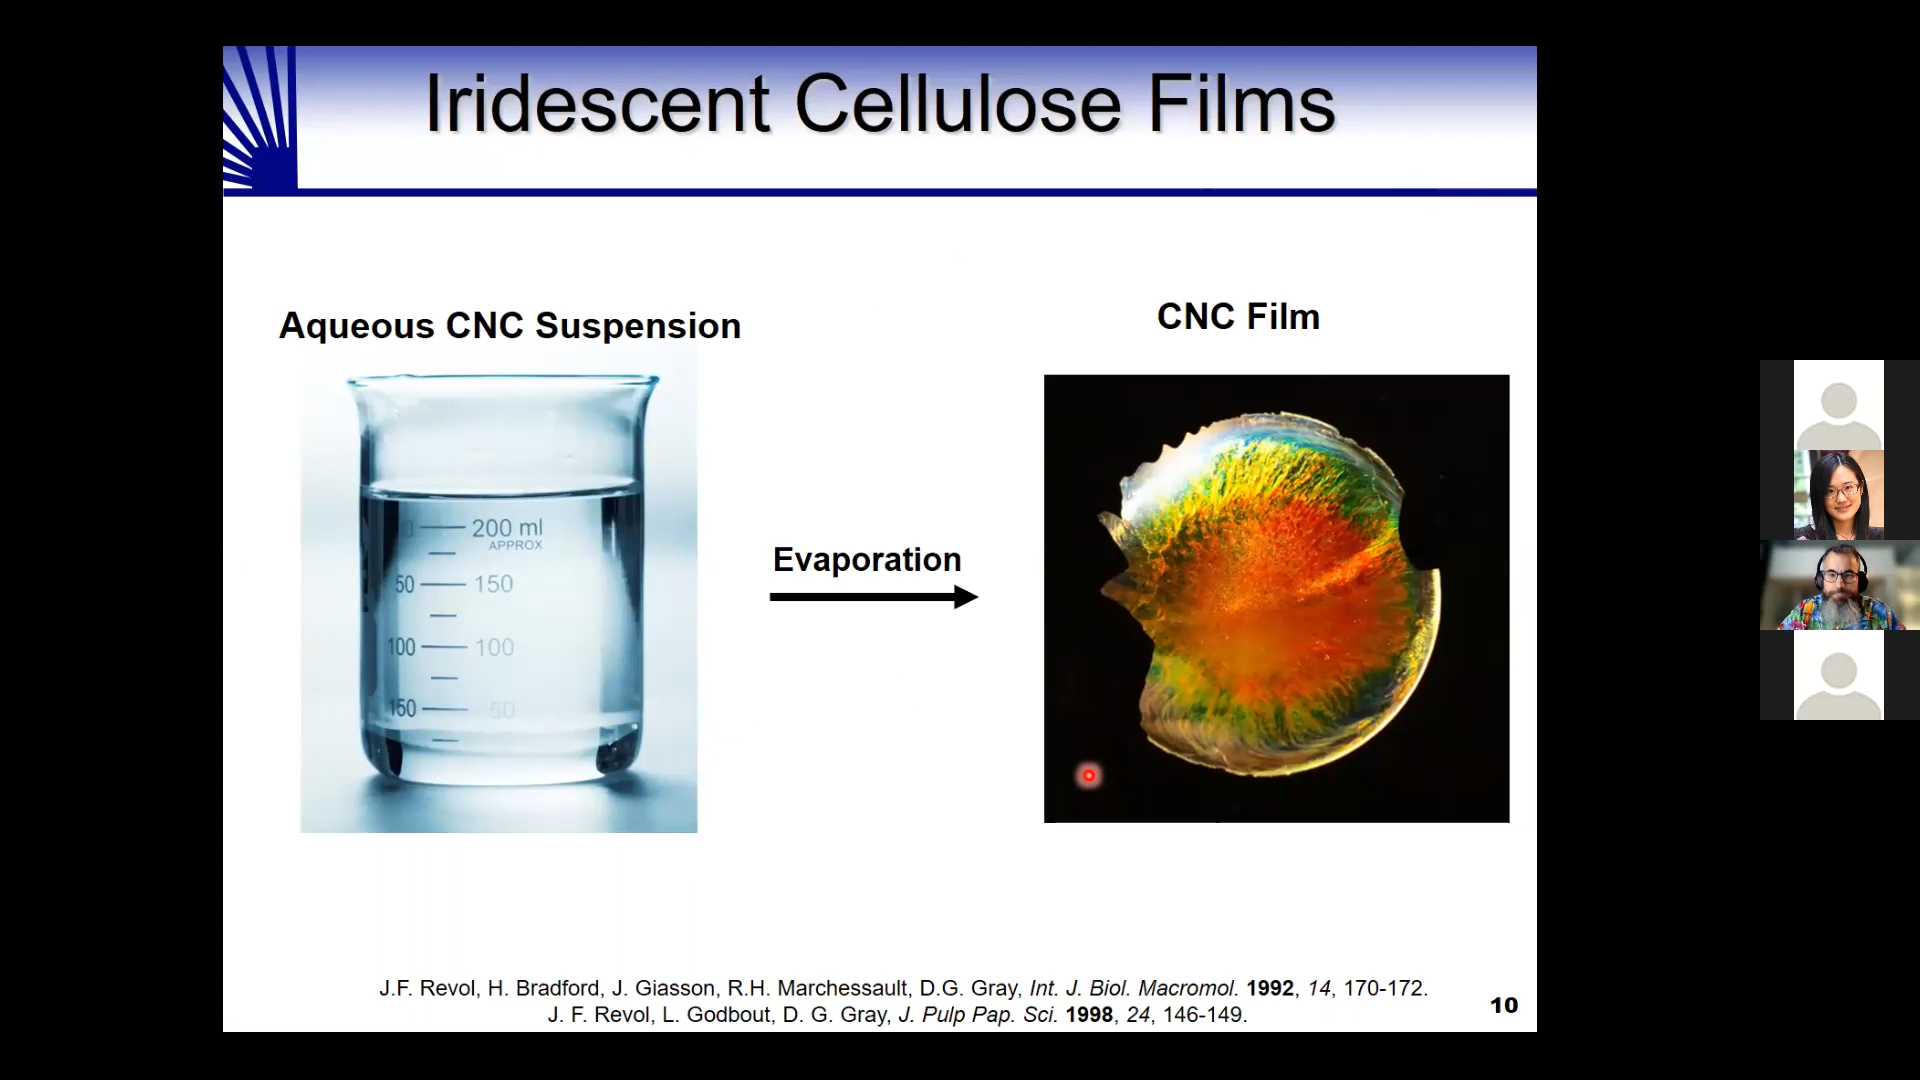 Iridescent Cellulose Films
Aqueous CNC Suspension
CNC Film
200 ml
APPROX
50 150
100 100
150 50
Evaporation
J.F. Revol, H. Bradford, J. Giasson, R.H. Marchessault, D.G. Gray, Int. J. Biol. Macromol. 1992, 14, 170-172.
J. F. Revol, L. Godbout, D. G. Gray, J. Pulp Pap. Sci. 1998, 24, 146-149.
10